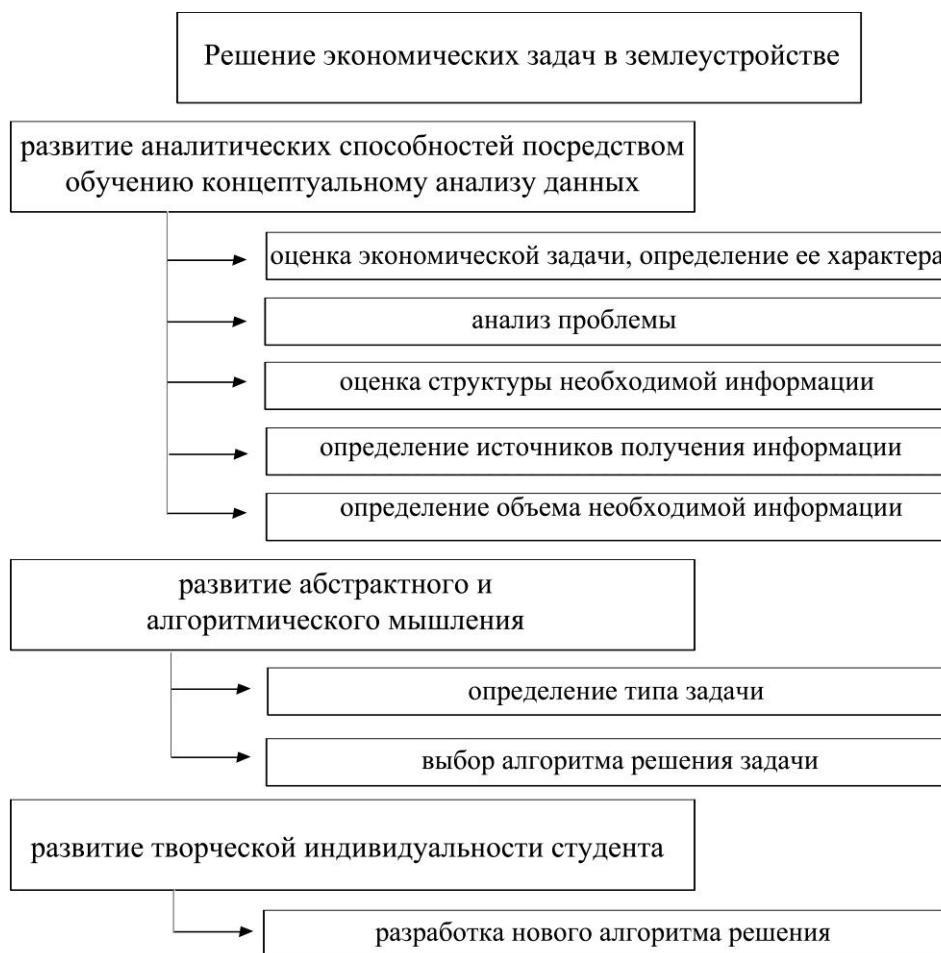 Решение экономических задач в землеустройстве
развитие аналитических способностей посредством
обучению концептуальному анализу данных
оценка экономической задачи, определение ее характера
анализ проблемы
оценка структуры необходимой информации
определение источников получения информации
определение объема необходимой информации
развитие абстрактного и
алгоритмического мышления
определение типа задачи
выбор алгоритма решения задачи
развитие творческой индивидуальности студента
разработка нового алгоритма решения